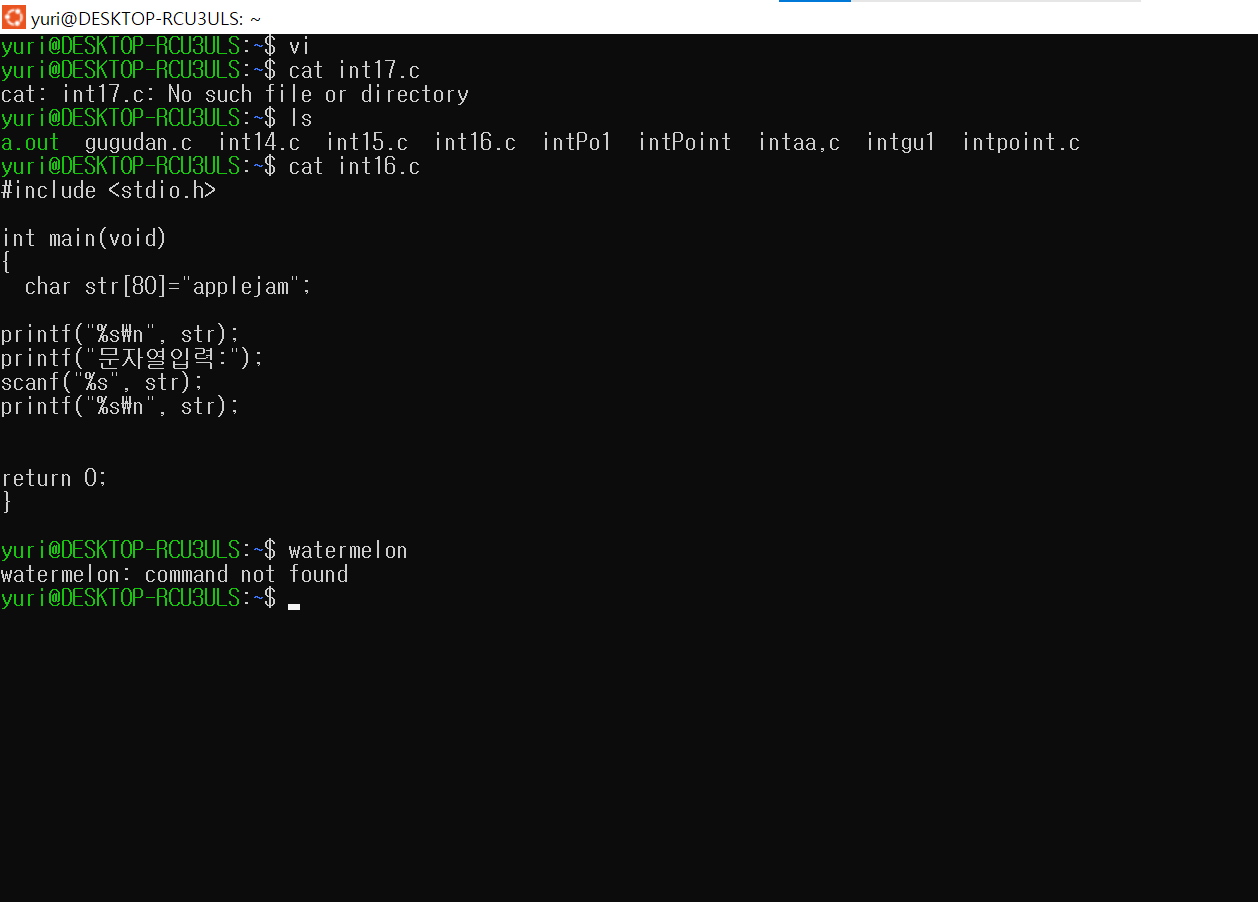 yuri@DESKTOP-RCU3ULS: ~
yuri@DESKTOP-RCU3ULS:~$ vi
yuri@DESKTOP-RCU3ULS:~$ cat int17.c
cat: int17.c: No such file or directory
yuri@DESKTOP-RCU3ULS:~$ ls
a.out  gugudan.c  int14.c  int15.c  int16.c  intPo1  intPoint  intaa,c  intgu1  intpoint.c
yuri@DESKTOP-RCU3ULS:~$ cat int16.c
#include <stdio.h>
int main(void)
{
  char str[80]="applejam";
printf("%s₩n", str);
printf("문자열입력:");
scanf("%s", str);
printf("%s₩n", str);
return 0;
}
yuri@DESKTOP-RCU3ULS:~$ watermelon
watermelon: command not found
yuri@DESKTOP-RCU3ULS:~$